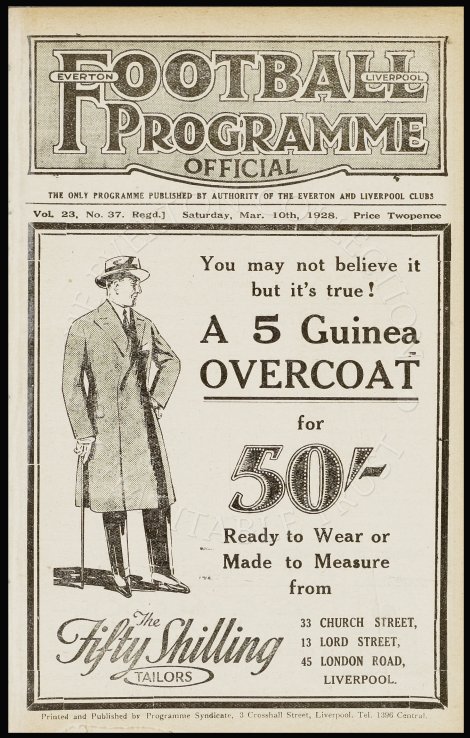 FOOTBALL
EVERTON LIVERPOOL
PROGRAMME
OFFICIAL
THE ONLY PROGRAMME PUBLISHED BY AUTHORITY OF THE EVERTON AND LIVERPOOL CLUBS
Vol. 23, No. 37. Regd.] Saturday, Mar. 10th, 1928. Price Twopence
You may not believe it
but it's true!
A 5 Guinea
OVERCOAT
for
50/-
Ready to Wear or
Made to Measure
from
The
Fifty Shilling
TAILORS
33 CHURCH STREET,
13 LORD STREET,
45 LONDON ROAD,
LIVERPOOL.
Printed and Published by Programme Syndicate, 3 Crosshall Street, Liverpool. Tel. 1396 Central.